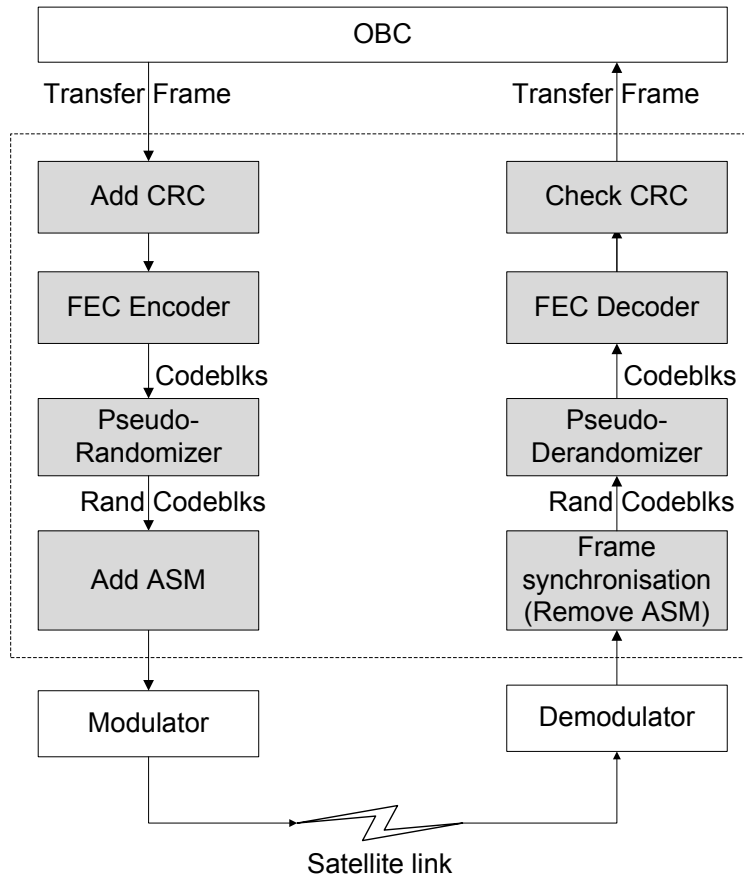 OBC
Transfer Frame
Transfer Frame
Add CRC
Check CRC
FEC Encoder
FEC Decoder
Codeblks
Codeblks
Pseudo-
Randomizer
Pseudo-
Derandomizer
Rand Codeblks
Rand Codeblks
Add ASM
Frame
synchronisation
(Remove ASM)
Modulator
Demodulator
Satellite link